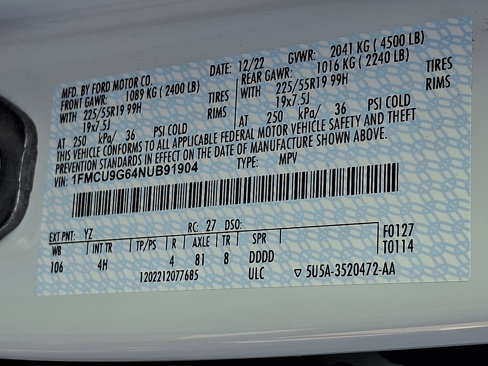 MFD. BY FORD MOTOR CO.
DATE: 12/22 GVWR: 2041 KG ( 4500 LB)
FRONT GAWR: 1089 KG ( 2400 LB) REAR GAWR: 1016 KG ( 2240 LB)
WITH 225/55R19 99H TIRES WITH 225/55R19 99H TIRES
19x7.5J RIMS 19x7.5J RIMS
AT 250 kPa/ 36 PSI COLD AT 250 kPa/ 36 PSI COLD
THIS VEHICLE CONFORMS TO ALL APPLICABLE FEDERAL MOTOR VEHICLE SAFETY AND THEFT
PREVENTION STANDARDS IN EFFECT ON THE DATE OF MANUFACTURE SHOWN ABOVE.
VIN: 1FMCU9G64NUB91904 TYPE: MPV
EXT PNT: YZ RC: 27 DSO: F0127
WB INT TR TP/PS R AXLE TR SPR T0114
106 4H 4 81 8 DDDD
1202212077685 ULC ▽ 5U5A-3520472-AA